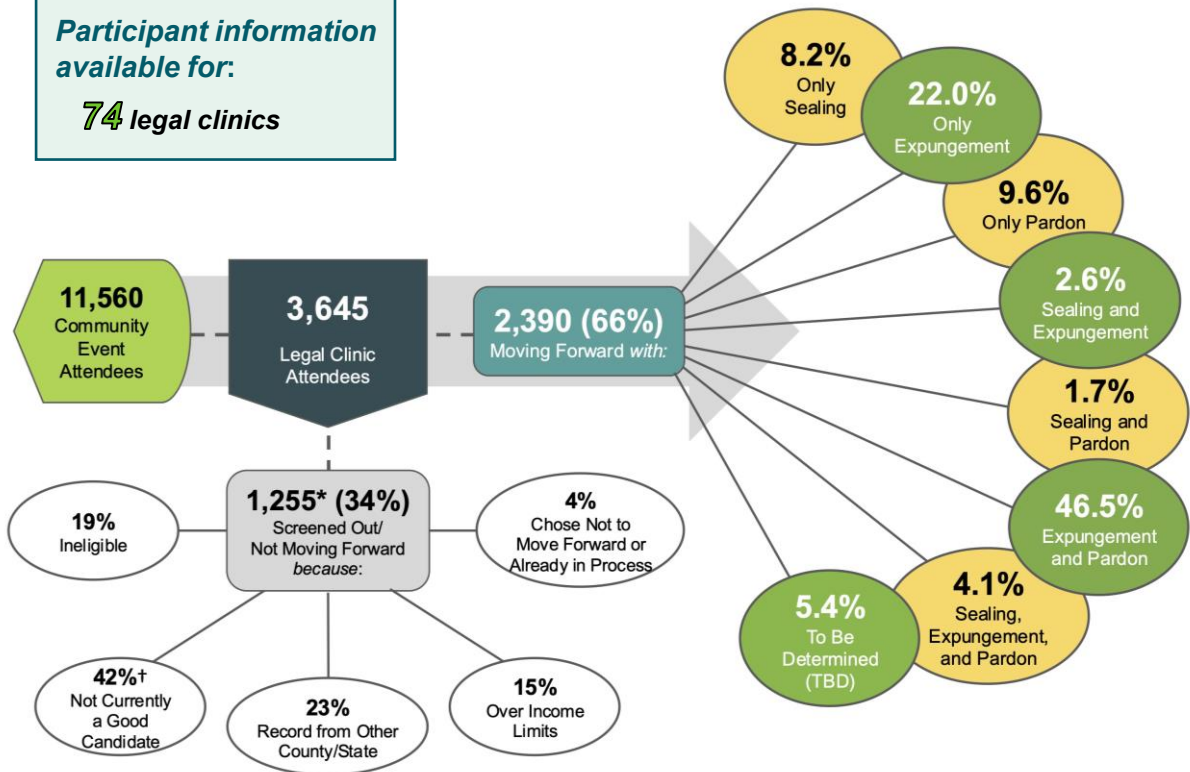 Participant information
available for:
74 legal clinics
11,560
Community
Event
Attendees
3,645
Legal Clinic
Attendees
2,390 (66%)
Moving Forward with:
8.2%
Only
Sealing
22.0%
Only
Expungement
9.6%
Only Pardon
2.6%
Sealing and
Expungement
1.7%
Sealing and
Pardon
46.5%
Expungement
and Pardon
4.1%
Sealing,
Expungement,
and Pardon
5.4%
To Be
Determined
(TBD)
1,255* (34%)
Screened Out/
Not Moving Forward
because:
19%
Ineligible
4%
Chose Not to
Move Forward or
Already in Process
42%†
Not Currently
a Good
Candidate
23%
Record from Other
County/State
15%
Over Income
Limits